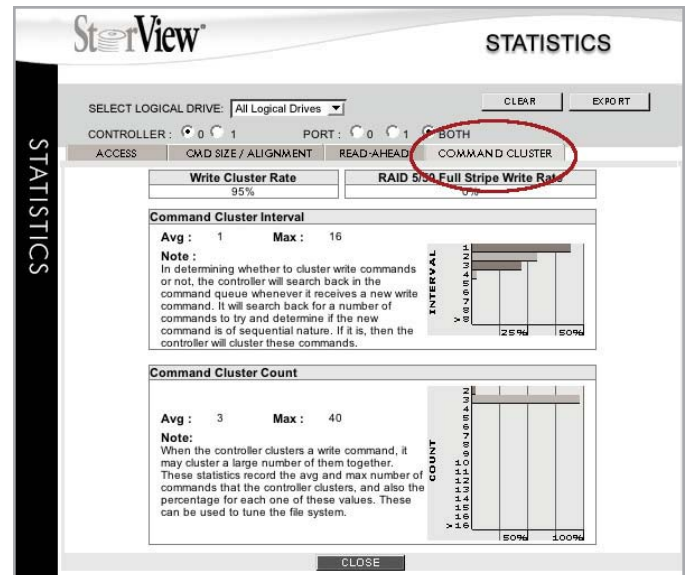 StorView
STATISTICS
STATISTICS
SELECT LOGICAL DRIVE: All Logical Drives
CLEAR
EXPORT
CONTROLLER : 0 1 PORT : 0 1 BOTH
ACCESS
CMD SIZE / ALIGNMENT
READ-AHEAD
COMMAND CLUSTER
Write Cluster Rate
95%
RAID 5/50 Full Stripe Write Rate
0%
Command Cluster Interval
Avg : 1 Max : 16
Note :
In determining whether to cluster write commands
or not, the controller will search back in the
command queue whenever it receives a new write
command. It will search back for a number of
commands to try and determine if the new
command is of sequential nature. If it is, then the
controller will cluster these commands.
INTERVAL
1
2
3
4
5
6
7
8
>8
25% 50%
Command Cluster Count
Avg : 3 Max : 40
Note:
When the controller clusters a write command, it
may cluster a large number of them together.
These statistics record the avg and max number of
commands that the controller clusters, and also the
percentage for each one of these values. These
can be used to tune the file system.
COUNT
2
3
4
5
6
7
8
9
10
11
12
13
14
15
16
>16
50% 100%
CLOSE